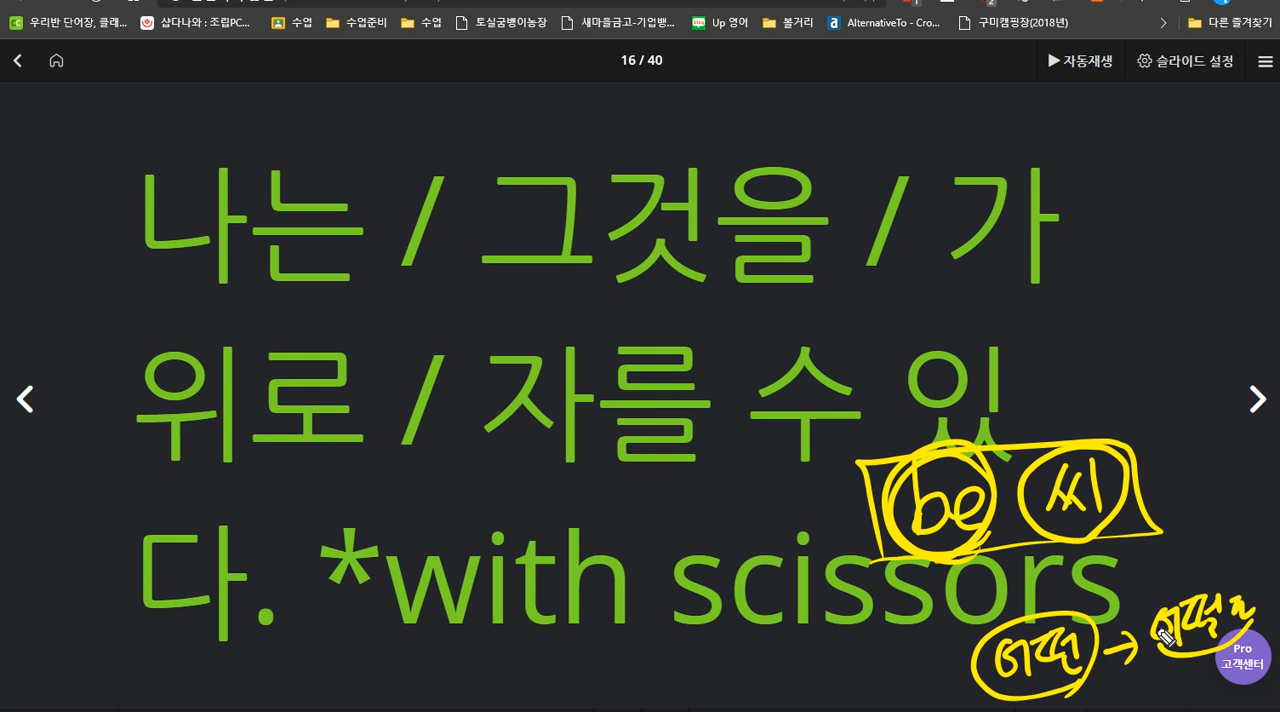 우리반 단어장, 클래...
샵다나와 : 조립PC...
수업
수업준비
수업
토실굼뱅이농장
새마을금고-기업뱅...
Up 영어
볼거리
AlternativeTo - Cro...
구미캠핑장(2018년)
다른 즐겨찾기
16 / 40
자동재생
슬라이드 설정
나는 / 그것을 / 가
위로 / 자를 수 있
be 씨
다. *with scissors
어떤 →
Pro
고객센터